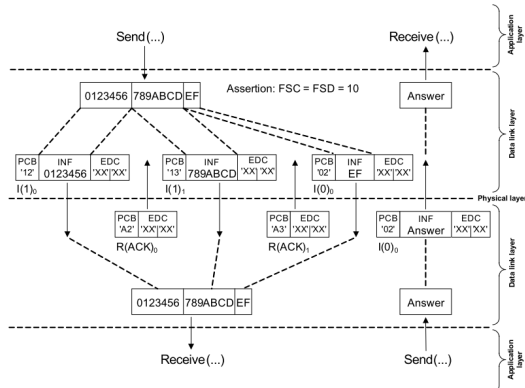 Send(...)
Receive(...)
Application layer
0123456 789ABCD EF
Assertion: FSC = FSD = 10
Answer
Data link layer
PCB INF EDC
'12' 0123456 'XX' 'XX'
I(1)0
PCB INF EDC
'13' 789ABCD 'XX' 'XX'
I(1)1
PCB INF EDC
'02' EF 'XX' 'XX'
I(0)0
Physical layer
PCB EDC
'A2' 'XX' 'XX'
R(ACK)0
PCB EDC
'A3' 'XX' 'XX'
R(ACK)1
PCB INF EDC
'02' Answer 'XX' 'XX'
I(0)0
Data link layer
0123456 789ABCD EF
Answer
Receive(...)
Send(...)
Application layer